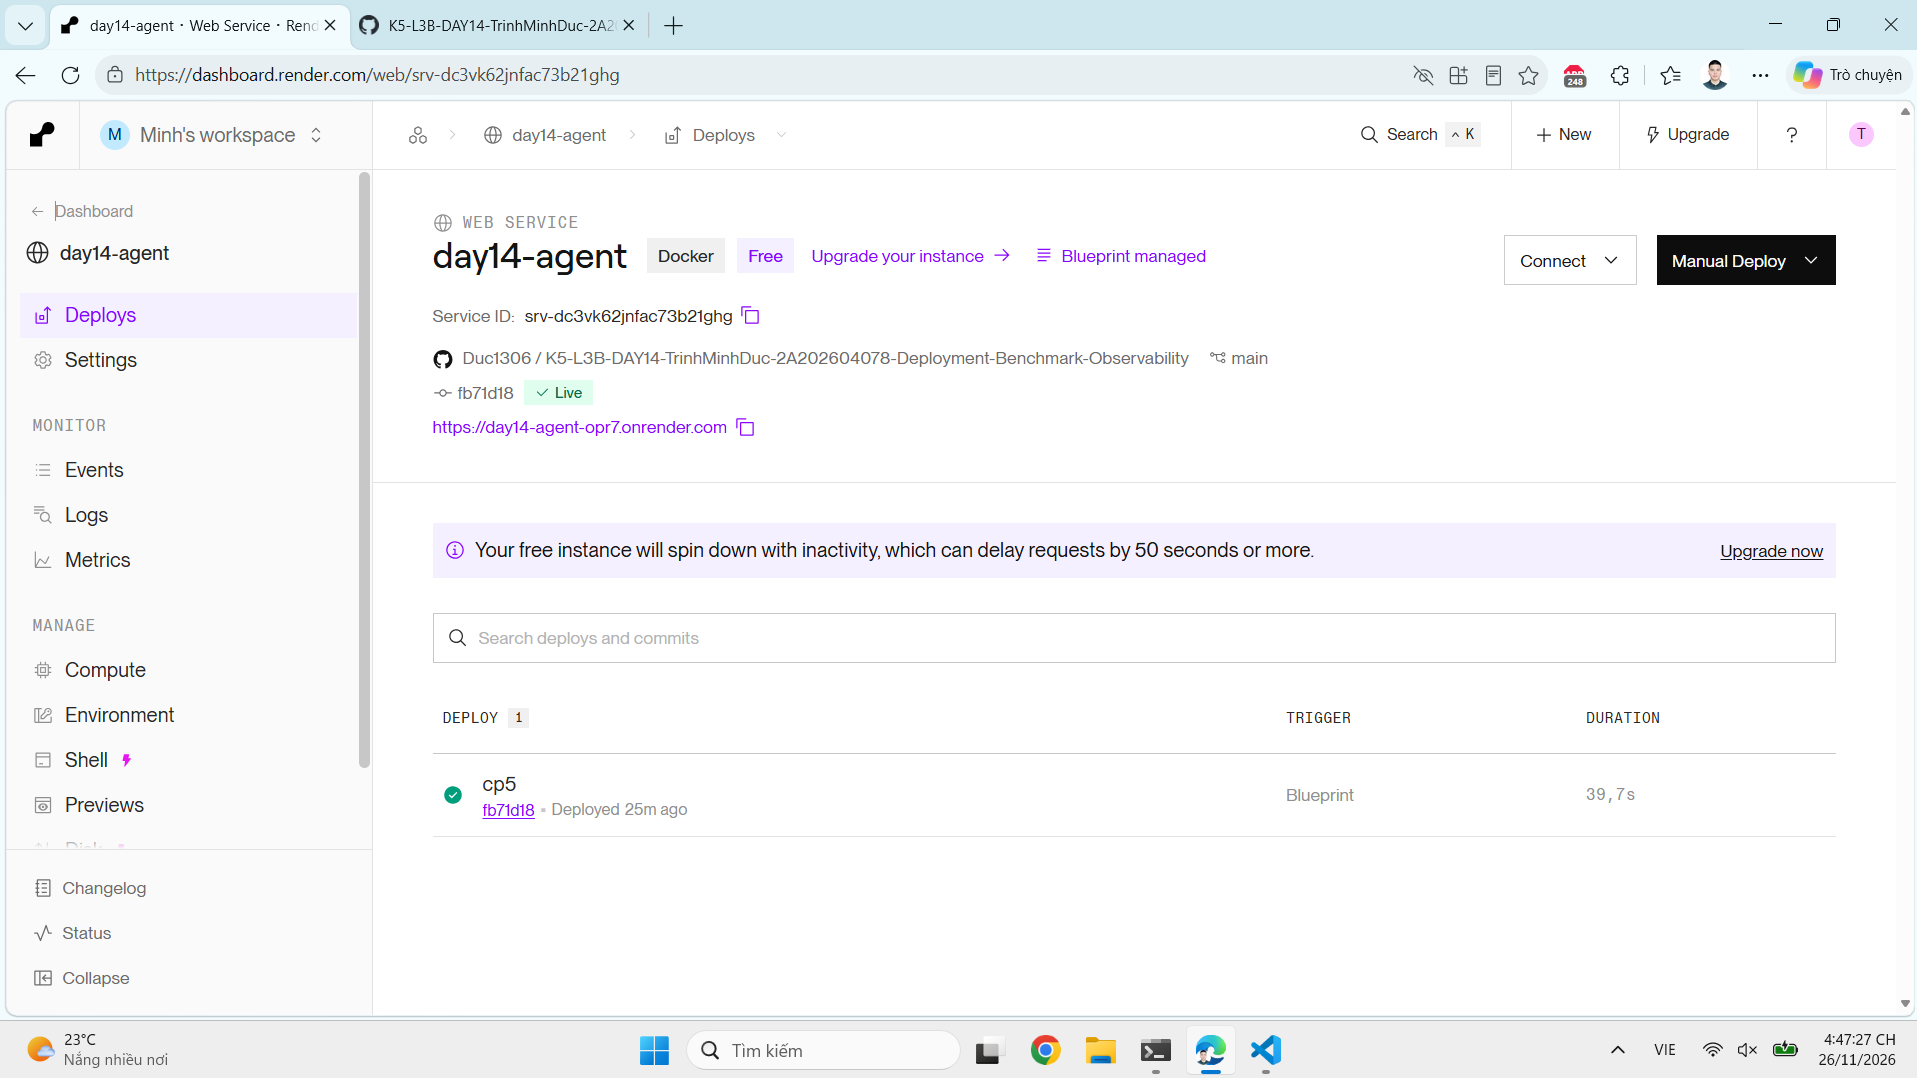 day14-agent · Web Service · Rend
K5-L3B-DAY14-TrinhMinhDuc-2A2
https://dashboard.render.com/web/srv-dc3vk62jnfac73b21ghg
248
Trò chuyện
M
Minh's workspace
day14-agent
Deploys
Search
K
New
Upgrade
?
T
Dashboard
day14-agent
Deploys
Settings
MONITOR
Events
Logs
Metrics
MANAGE
Compute
Environment
Shell
Previews
Disk
Changelog
Status
Collapse
WEB SERVICE
day14-agent
Docker
Free
Upgrade your instance
Blueprint managed
Connect
Manual Deploy
Service ID: srv-dc3vk62jnfac73b21ghg
Duc1306 / K5-L3B-DAY14-TrinhMinhDuc-2A202604078-Deployment-Benchmark-Observability
main
fb71d18
Live
https://day14-agent-opr7.onrender.com
Your free instance will spin down with inactivity, which can delay requests by 50 seconds or more.
Upgrade now
Search deploys and commits
DEPLOY 1
TRIGGER
DURATION
cp5
fb71d18 • Deployed 25m ago
Blueprint
39,7s
23°C
Nắng nhiều nơi
Tìm kiếm
VIE
4:47:27 CH
26/11/2026